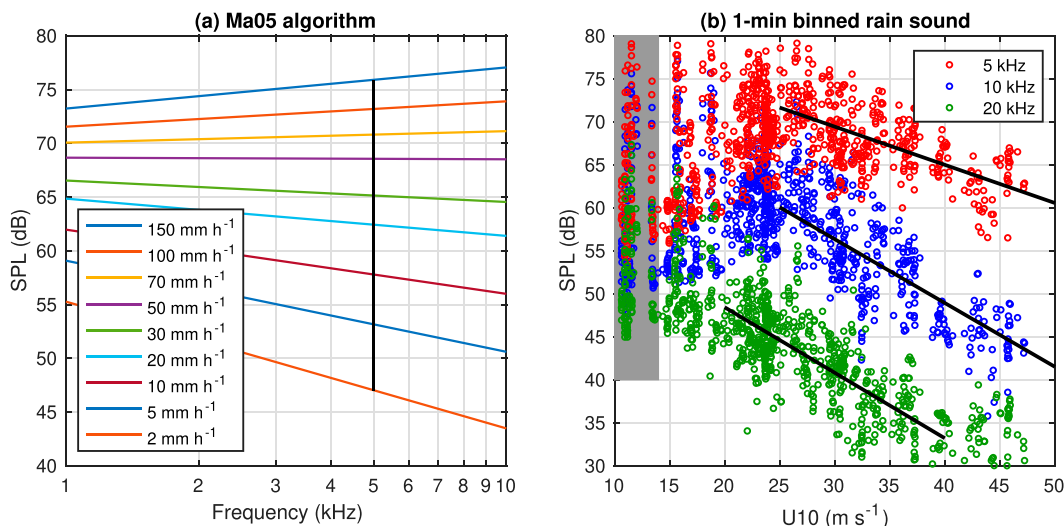 (a) Ma05 algorithm
80
75
70
65
60
55
50
45
40
SPL (dB)
150 mm h⁻¹
100 mm h⁻¹
70 mm h⁻¹
50 mm h⁻¹
30 mm h⁻¹
20 mm h⁻¹
10 mm h⁻¹
5 mm h⁻¹
2 mm h⁻¹
1 2 3 4 5 6 7 8 9 10
Frequency (kHz)
(b) 1-min binned rain sound
80
75
70
65
60
55
50
45
40
35
30
SPL (dB)
5 kHz
10 kHz
20 kHz
10 15 20 25 30 35 40 45 50
U10 (m s⁻¹)